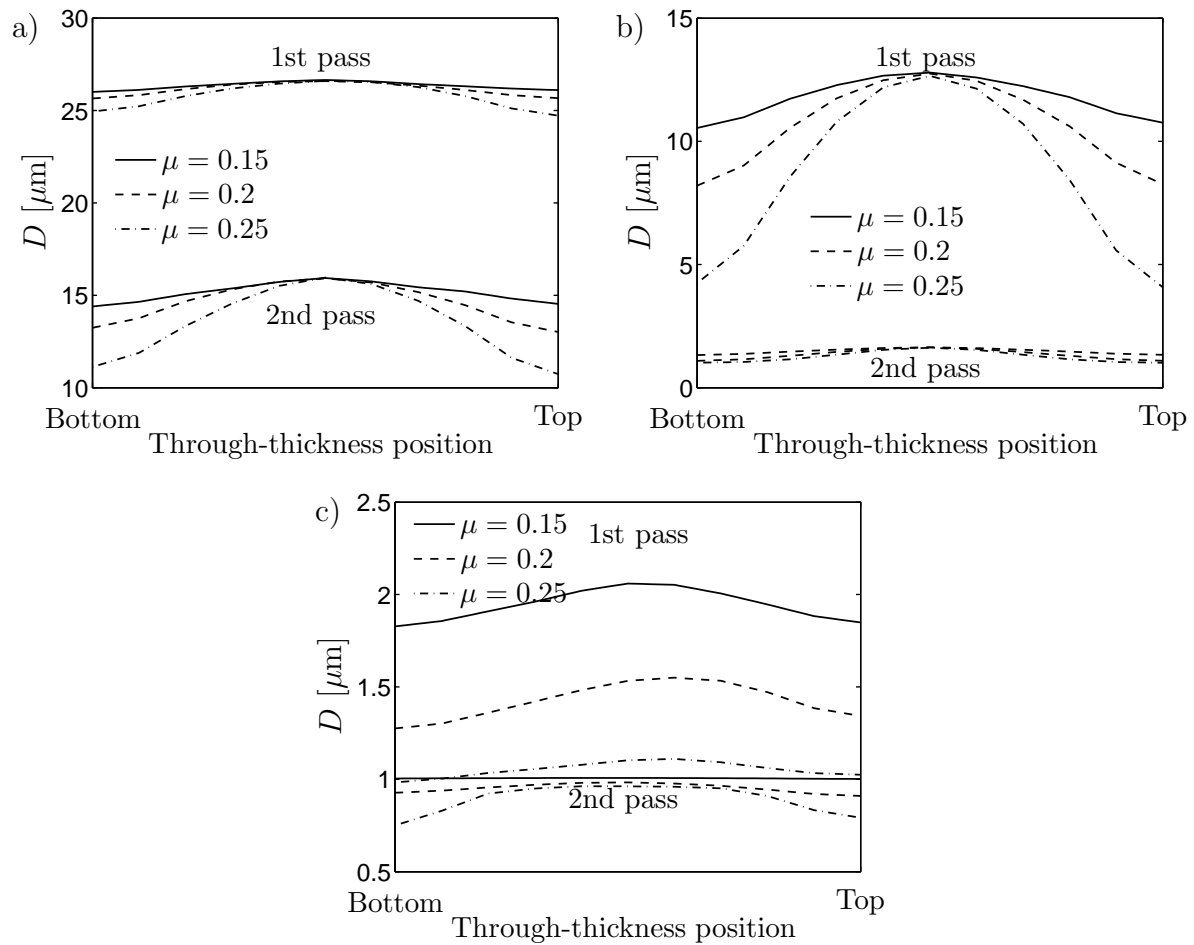 a)
30
25
20
15
10
D [μm]
1st pass
μ = 0.15
μ = 0.2
μ = 0.25
2nd pass
Bottom
Top
Through-thickness position
b)
15
10
5
0
D [μm]
1st pass
μ = 0.15
μ = 0.2
μ = 0.25
2nd pass
Bottom
Top
Through-thickness position
c)
2.5
2
1.5
1
0.5
D [μm]
μ = 0.15
μ = 0.2
μ = 0.25
1st pass
2nd pass
Bottom
Top
Through-thickness position